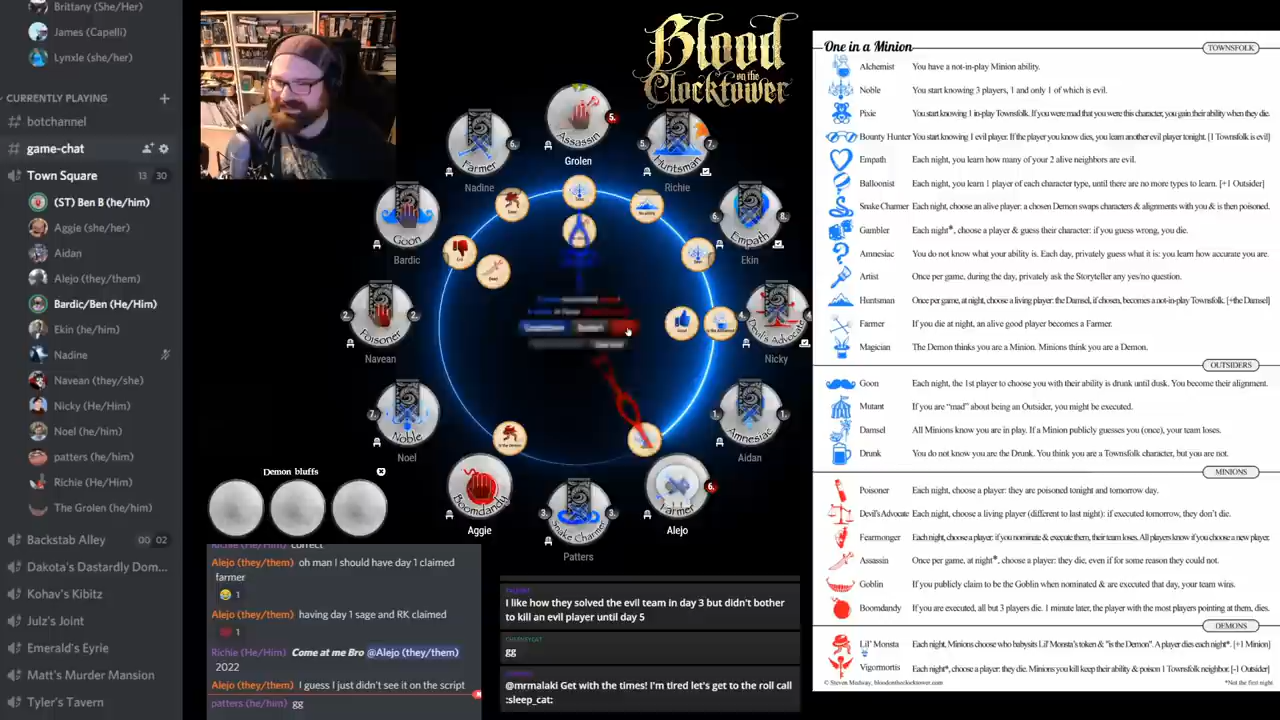 Brittany (She/Her)
James (Capelli)
Lyndz (she/her)
CURRENTLY PLAYING
# botchannel
game-chat
Town Square 13 30
(ST) Ben B (he/him)
Aggie (she/her)
Aidan
Alejo (they/them)
Bardic/Ben (He/Him)
Ekin (he/him)
Nadine
Navean (they/she)
Nicky (He/Him)
Noel (he/him)
patters (he/him)
Richie (He/Him)
The Grolen (he/him)
Backstab Alley 00 02
Dakota's Dastardly Dom...
Kohav's Kibitz
Julz's Joint
Emerald's Eyrie
Tyler's Tavern
Blood
on the
Clocktower
Assassin
Grolen
Farmer
Nadine
Huntsman
Richie
Goon
Bardic
Empath
Ekin
Poisoner
Navean
Devil's Advocate
Nicky
Noble
Noel
Amnesiac
Aidan
Boomdandy
Aggie
Snake Charmer
Patters
Farmer
Alejo
Demon bluffs
Richie (He/Him) correct
Alejo (they/them) oh man I should have day 1 claimed
farmer
1
Alejo (they/them) having day 1 sage and RK claimed
1
Richie (He/Him) Come at me Bro @Alejo (they/them)
2022
Alejo (they/them) I guess I just didn't see it on the script
patters (he/him) gg
I like how they solved the evil team in day 3 but didn't bother
to kill an evil player until day 5
gg
@mrmalaki Get with the times! I'm tired let's get to the roll call
:sleep_cat:
One in a Minion
TOWNSFOLK
Alchemist You have a not-in-play Minion ability.
Noble You start knowing 3 players, 1 and only 1 of which is evil.
Pixie You start knowing 1 in-play Townsfolk. If you were mad that you were this character, you gain their ability when they die.
Bounty Hunter You start knowing 1 evil player. If the player you know dies, you learn another evil player tonight. [1 Townsfolk is evil]
Empath Each night, you learn how many of your 2 alive neighbors are evil.
Balloonist Each night, you learn 1 player of each character type, until there are no more types to learn. [+1 Outsider]
Snake Charmer Each night, choose an alive player: a chosen Demon swaps characters & alignments with you & is then poisoned.
Gambler Each night*, choose a player & guess their character: if you guess wrong, you die.
Amnesiac You do not know what your ability is. Each day, privately guess what it is: you learn how accurate you are.
Artist Once per game, during the day, privately ask the Storyteller any yes/no question.
Huntsman Once per game, at night, choose a living player: the Damsel, if chosen, becomes a not-in-play Townsfolk. [+the Damsel]
Farmer If you die at night, an alive good player becomes a Farmer.
Magician The Demon thinks you are a Minion. Minions think you are a Demon.
OUTSIDERS
Goon Each night, the 1st player to choose you with their ability is drunk until dusk. You become their alignment.
Mutant If you are "mad" about being an Outsider, you might be executed.
Damsel All Minions know you are in play. If a Minion publicly guesses you (once), your team loses.
Drunk You do not know you are the Drunk. You think you are a Townsfolk character, but you are not.
MINIONS
Poisoner Each night, choose a player: they are poisoned tonight and tomorrow day.
Devil's Advocate Each night, choose a living player (different to last night): if executed tomorrow, they don't die.
Fearmonger Each night, choose a player: if you nominate & execute them, their team loses. All players know if you choose a new player.
Assassin Once per game, at night*, choose a player: they die, even if for some reason they could not.
Goblin If you publicly claim to be the Goblin when nominated & are executed that day, your team wins.
Boomdandy If you are executed, all but 3 players die. 1 minute later, the player with the most players pointing at them, dies.
DEMONS
Lil' Monsta Each night, Minions choose who babysits Lil' Monsta's token & "is the Demon". A player dies each night*. [+1 Minion]
Vigormortis Each night*, choose a player: they die. Minions you kill keep their ability & poison 1 Townsfolk neighbor. [-1 Outsider]
© Steven Medway, bloodontheclocktower.com
*Not the first night